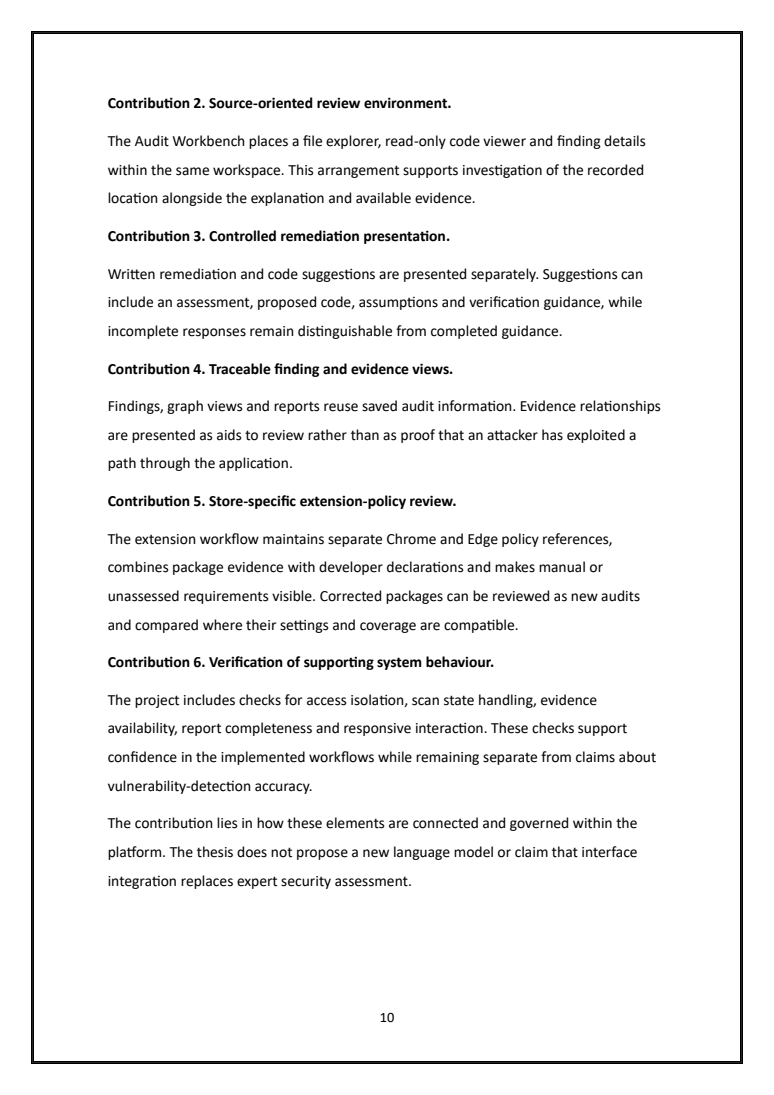 Contribution 2. Source-oriented review environment.
The Audit Workbench places a file explorer, read-only code viewer and finding details
within the same workspace. This arrangement supports investigation of the recorded
location alongside the explanation and available evidence.
Contribution 3. Controlled remediation presentation.
Written remediation and code suggestions are presented separately. Suggestions can
include an assessment, proposed code, assumptions and verification guidance, while
incomplete responses remain distinguishable from completed guidance.
Contribution 4. Traceable finding and evidence views.
Findings, graph views and reports reuse saved audit information. Evidence relationships
are presented as aids to review rather than as proof that an attacker has exploited a
path through the application.
Contribution 5. Store-specific extension-policy review.
The extension workflow maintains separate Chrome and Edge policy references,
combines package evidence with developer declarations and makes manual or
unassessed requirements visible. Corrected packages can be reviewed as new audits
and compared where their settings and coverage are compatible.
Contribution 6. Verification of supporting system behaviour.
The project includes checks for access isolation, scan state handling, evidence
availability, report completeness and responsive interaction. These checks support
confidence in the implemented workflows while remaining separate from claims about
vulnerability-detection accuracy.
The contribution lies in how these elements are connected and governed within the
platform. The thesis does not propose a new language model or claim that interface
integration replaces expert security assessment.
10